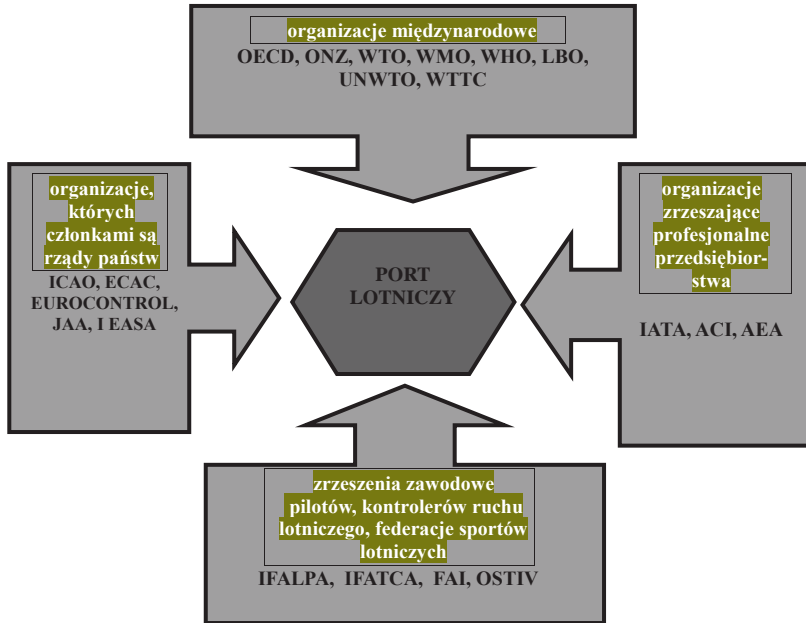 organizacje międzynarodowe
OECD, ONZ, WTO, WMO, WHO, LBO,
UNWTO, WTTC
organizacje,
których
członkami są
rządy państw
ICAO, ECAC,
EUROCONTROL,
JAA, I EASA
PORT
LOTNICZY
organizacje
zrzeszające
profesjonalne
przedsiębior-
stwa
IATA, ACI, AEA
zrzeszenia zawodowe
pilotów, kontrolerów ruchu
lotniczego, federacje sportów
lotniczych
IFALPA, IFATCA, FAI, OSTIV